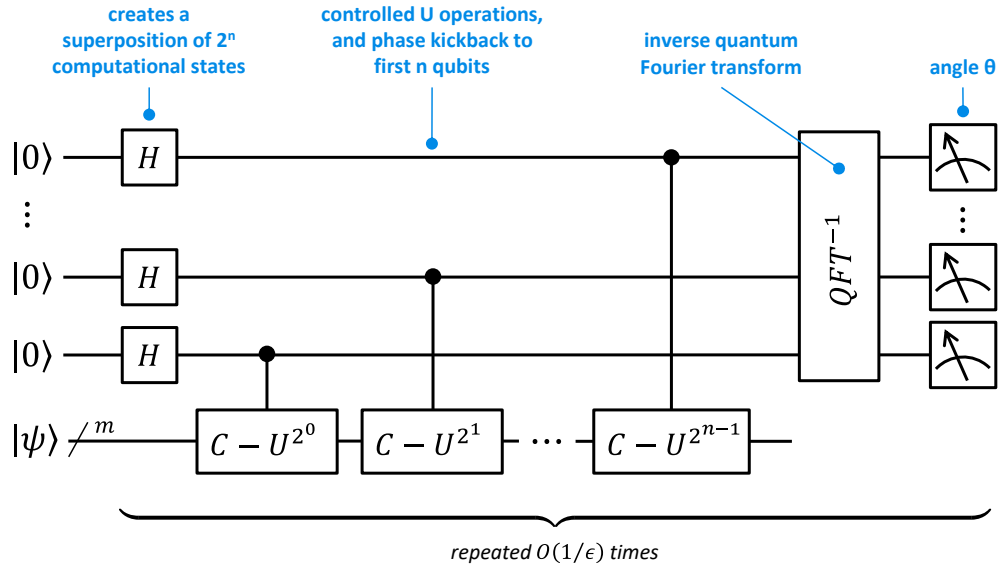 creates a
superposition of 2ⁿ
computational states
controlled U operations,
and phase kickback to
first n qubits
inverse quantum
Fourier transform
angle θ
|0⟩ H
⋮
|0⟩ H
|0⟩ H
QFT⁻¹
⋯
|ψ⟩ m C − U^{2^0} C − U^{2^1} ⋯ C − U^{2^{n−1}}
repeated O(1/ϵ) times